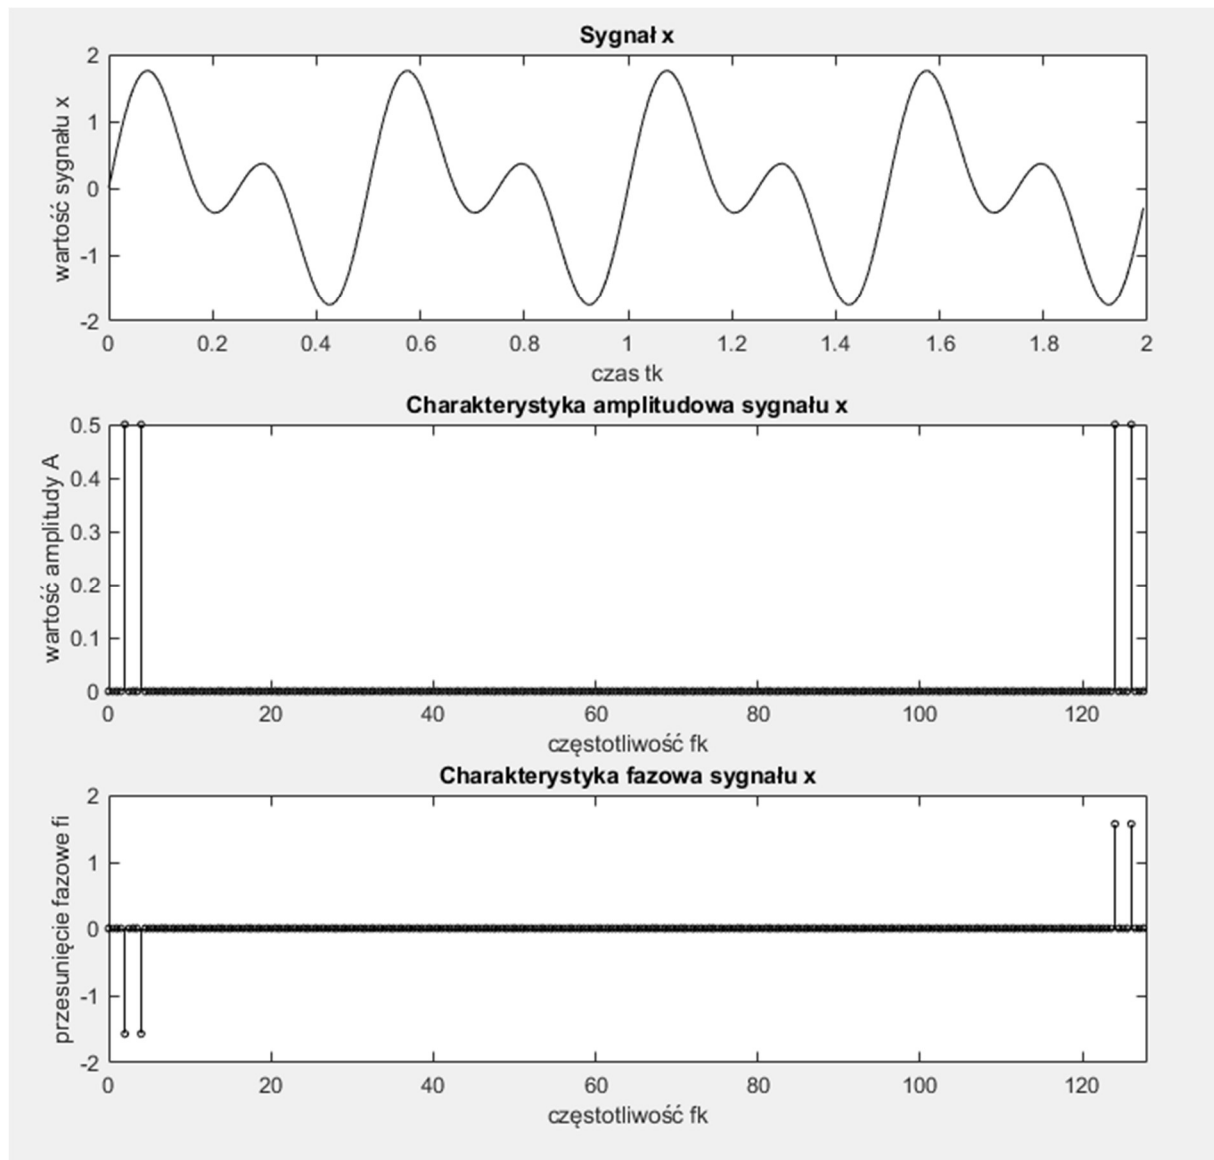 Sygnał x
wartość sygnału x
2
1
0
-1
-2
0 0.2 0.4 0.6 0.8 1 1.2 1.4 1.6 1.8 2
czas tk
Charakterystyka amplitudowa sygnału x
wartość amplitudy A
0.5
0.4
0.3
0.2
0.1
0
0 20 40 60 80 100 120
częstotliwość fk
Charakterystyka fazowa sygnału x
przesunięcie fazowe fi
2
1
0
-1
-2
0 20 40 60 80 100 120
częstotliwość fk